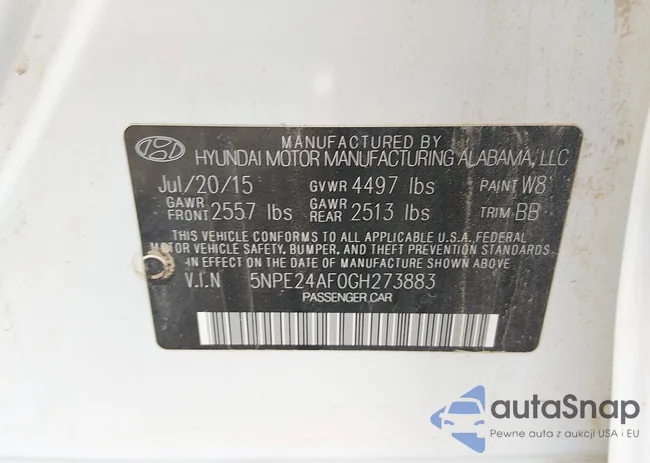 MANUFACTURED BY
HYUNDAI MOTOR MANUFACTURING ALABAMA, LLC
Jul/20/15 GVWR 4497 lbs PAINT W8
GAWR FRONT 2557 lbs GAWR REAR 2513 lbs TRIM BB
THIS VEHICLE CONFORMS TO ALL APPLICABLE U.S.A. FEDERAL
MOTOR VEHICLE SAFETY, BUMPER, AND THEFT PREVENTION STANDARDS
IN EFFECT ON THE DATE OF MANUFACTURE SHOWN ABOVE.
V.I.N 5NPE24AF0GH273883
PASSENGER CAR
autaSnap
Pewne auta z aukcji USA i EU